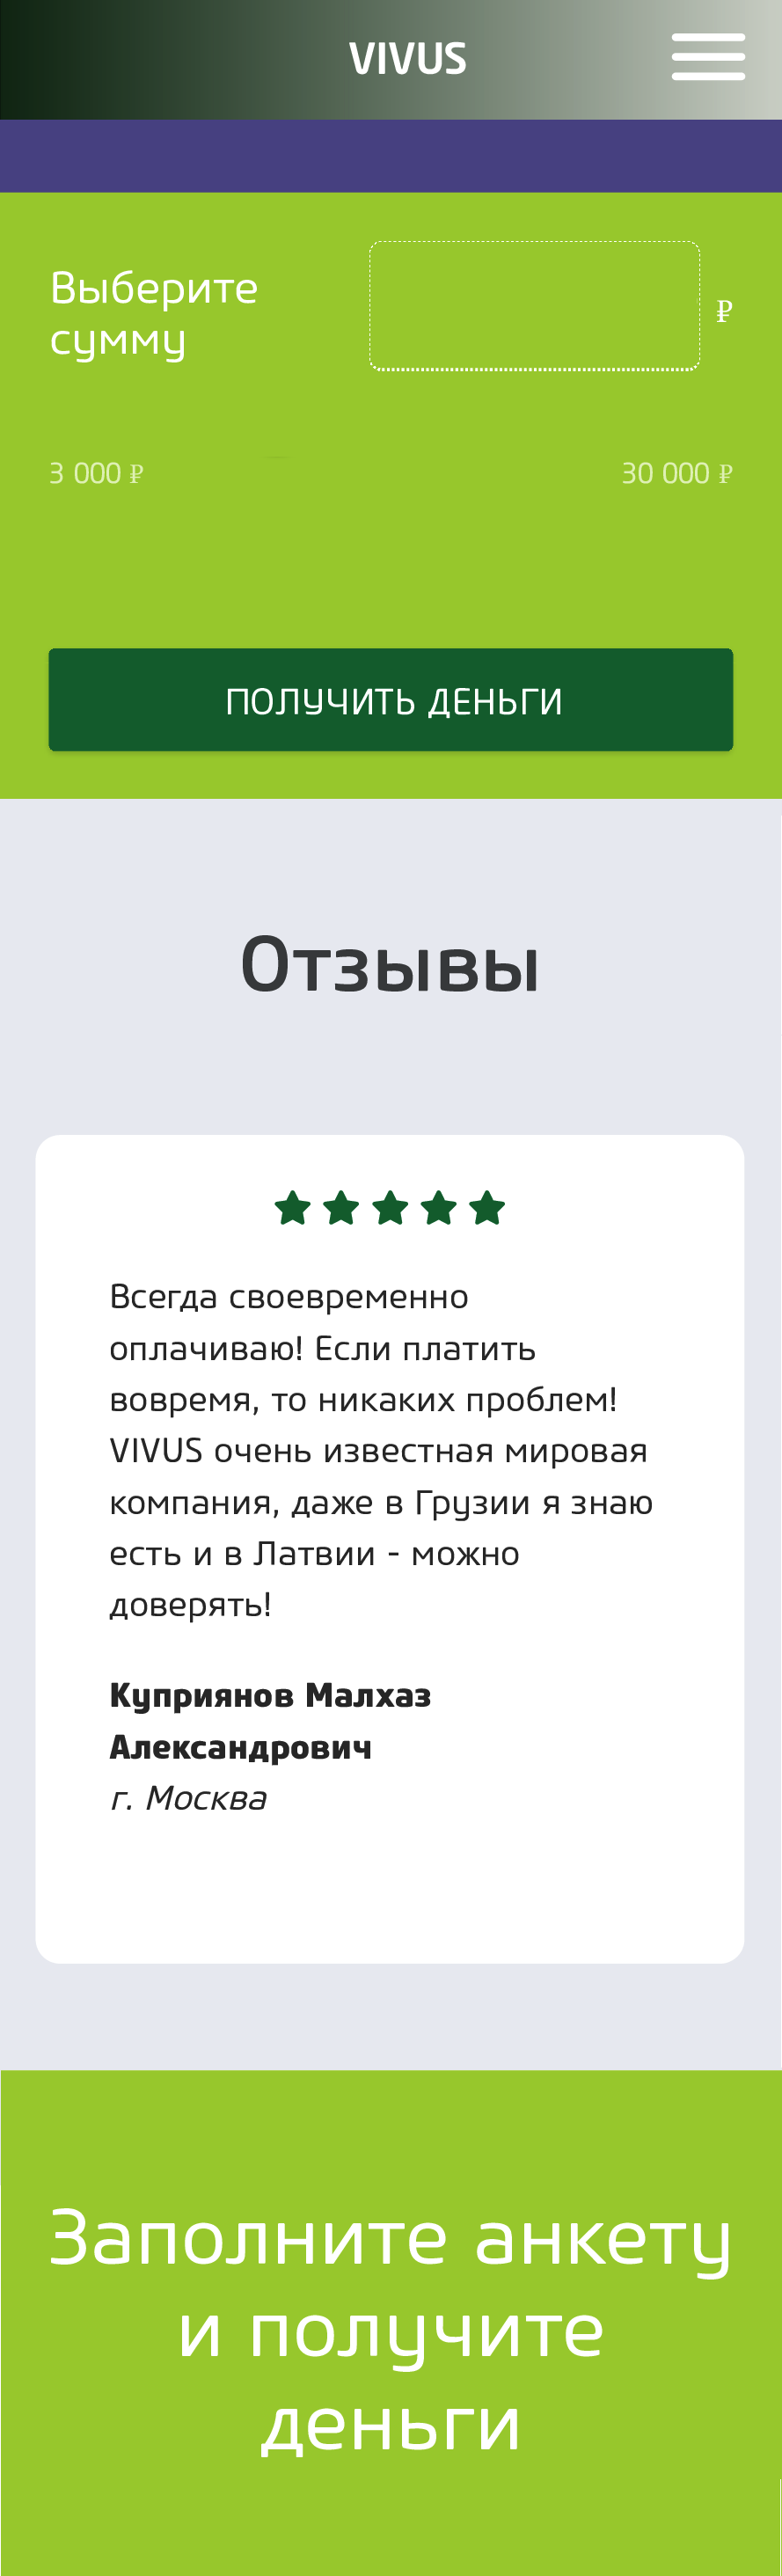 VIVUS
Выберите
сумму
₽
3 000 ₽
30 000 ₽
ПОЛУЧИТЬ ДЕНЬГИ
Отзывы
Всегда своевременно
оплачиваю! Если платить
вовремя, то никаких проблем!
VIVUS очень известная мировая
компания, даже в Грузии я знаю
есть и в Латвии - можно
доверять!
Куприянов Малхаз
Александрович
г. Москва
Заполните анкету
и получите
деньги